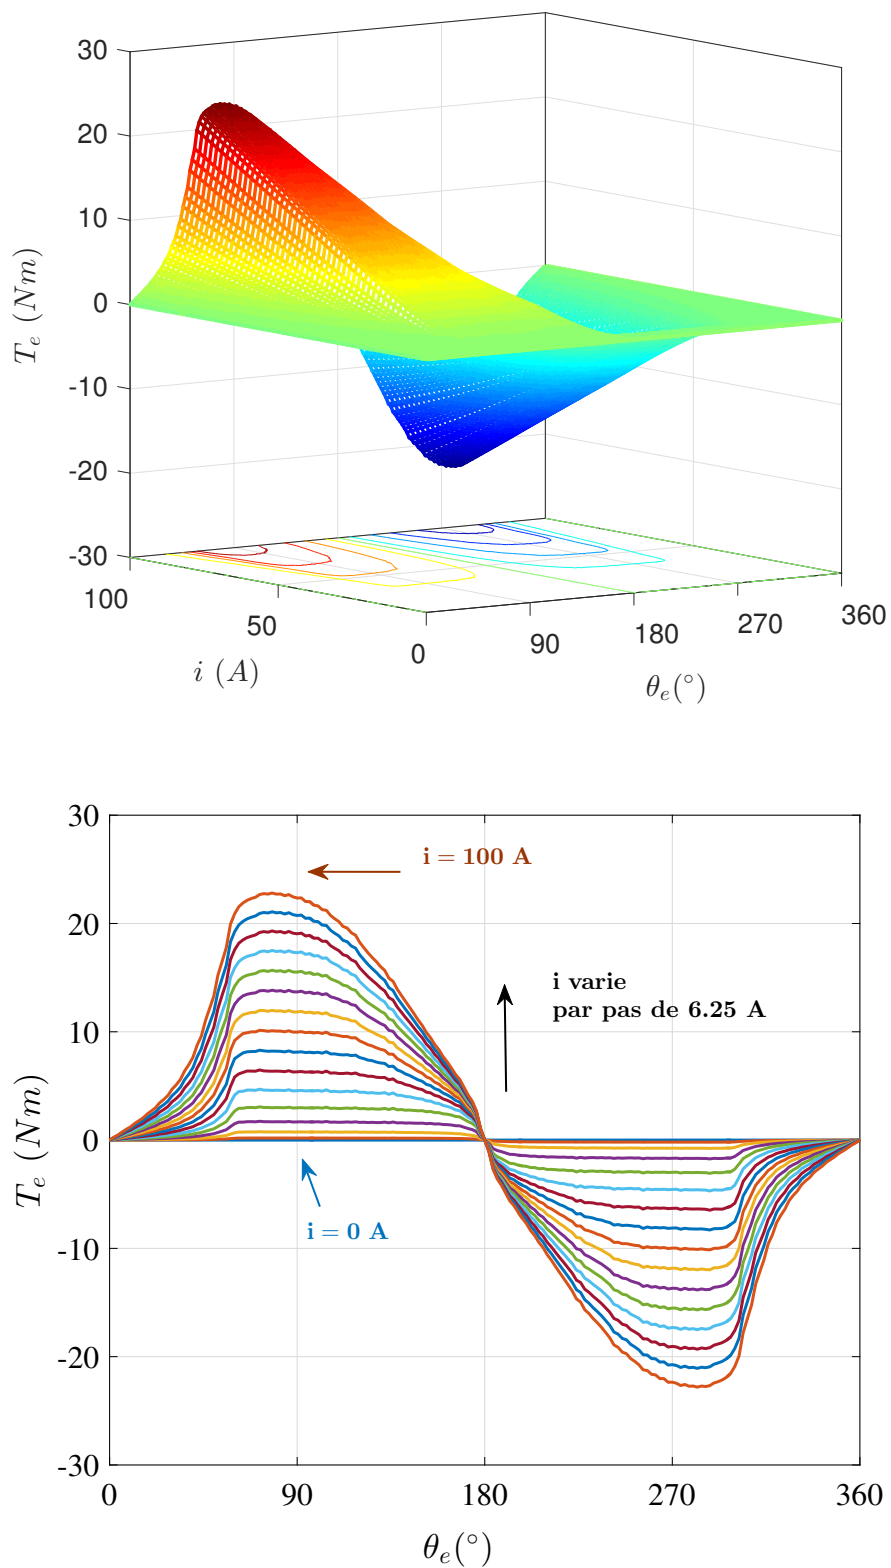 30
20
10
0
-10
-20
-30
T_e (Nm)
100
50
0
i (A)
90
180
270
360
θ_e(°)
30
20
10
0
-10
-20
-30
T_e (Nm)
i = 100 A
i varie
par pas de 6.25 A
i = 0 A
0 90 180 270 360
θ_e(°)